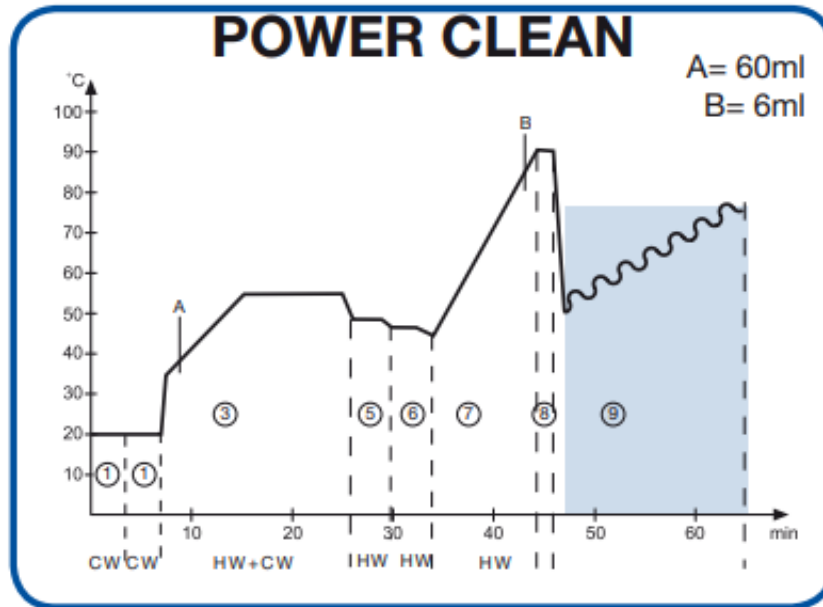 POWER CLEAN
A= 60ml
B= 6ml
°C
100
90
80
70
60
50
40
30
20
10
A
B
① ① ③ ⑤ ⑥ ⑦ ⑧ ⑨
10 20 30 40 50 60 min
CW CW HW+CW HW HW HW